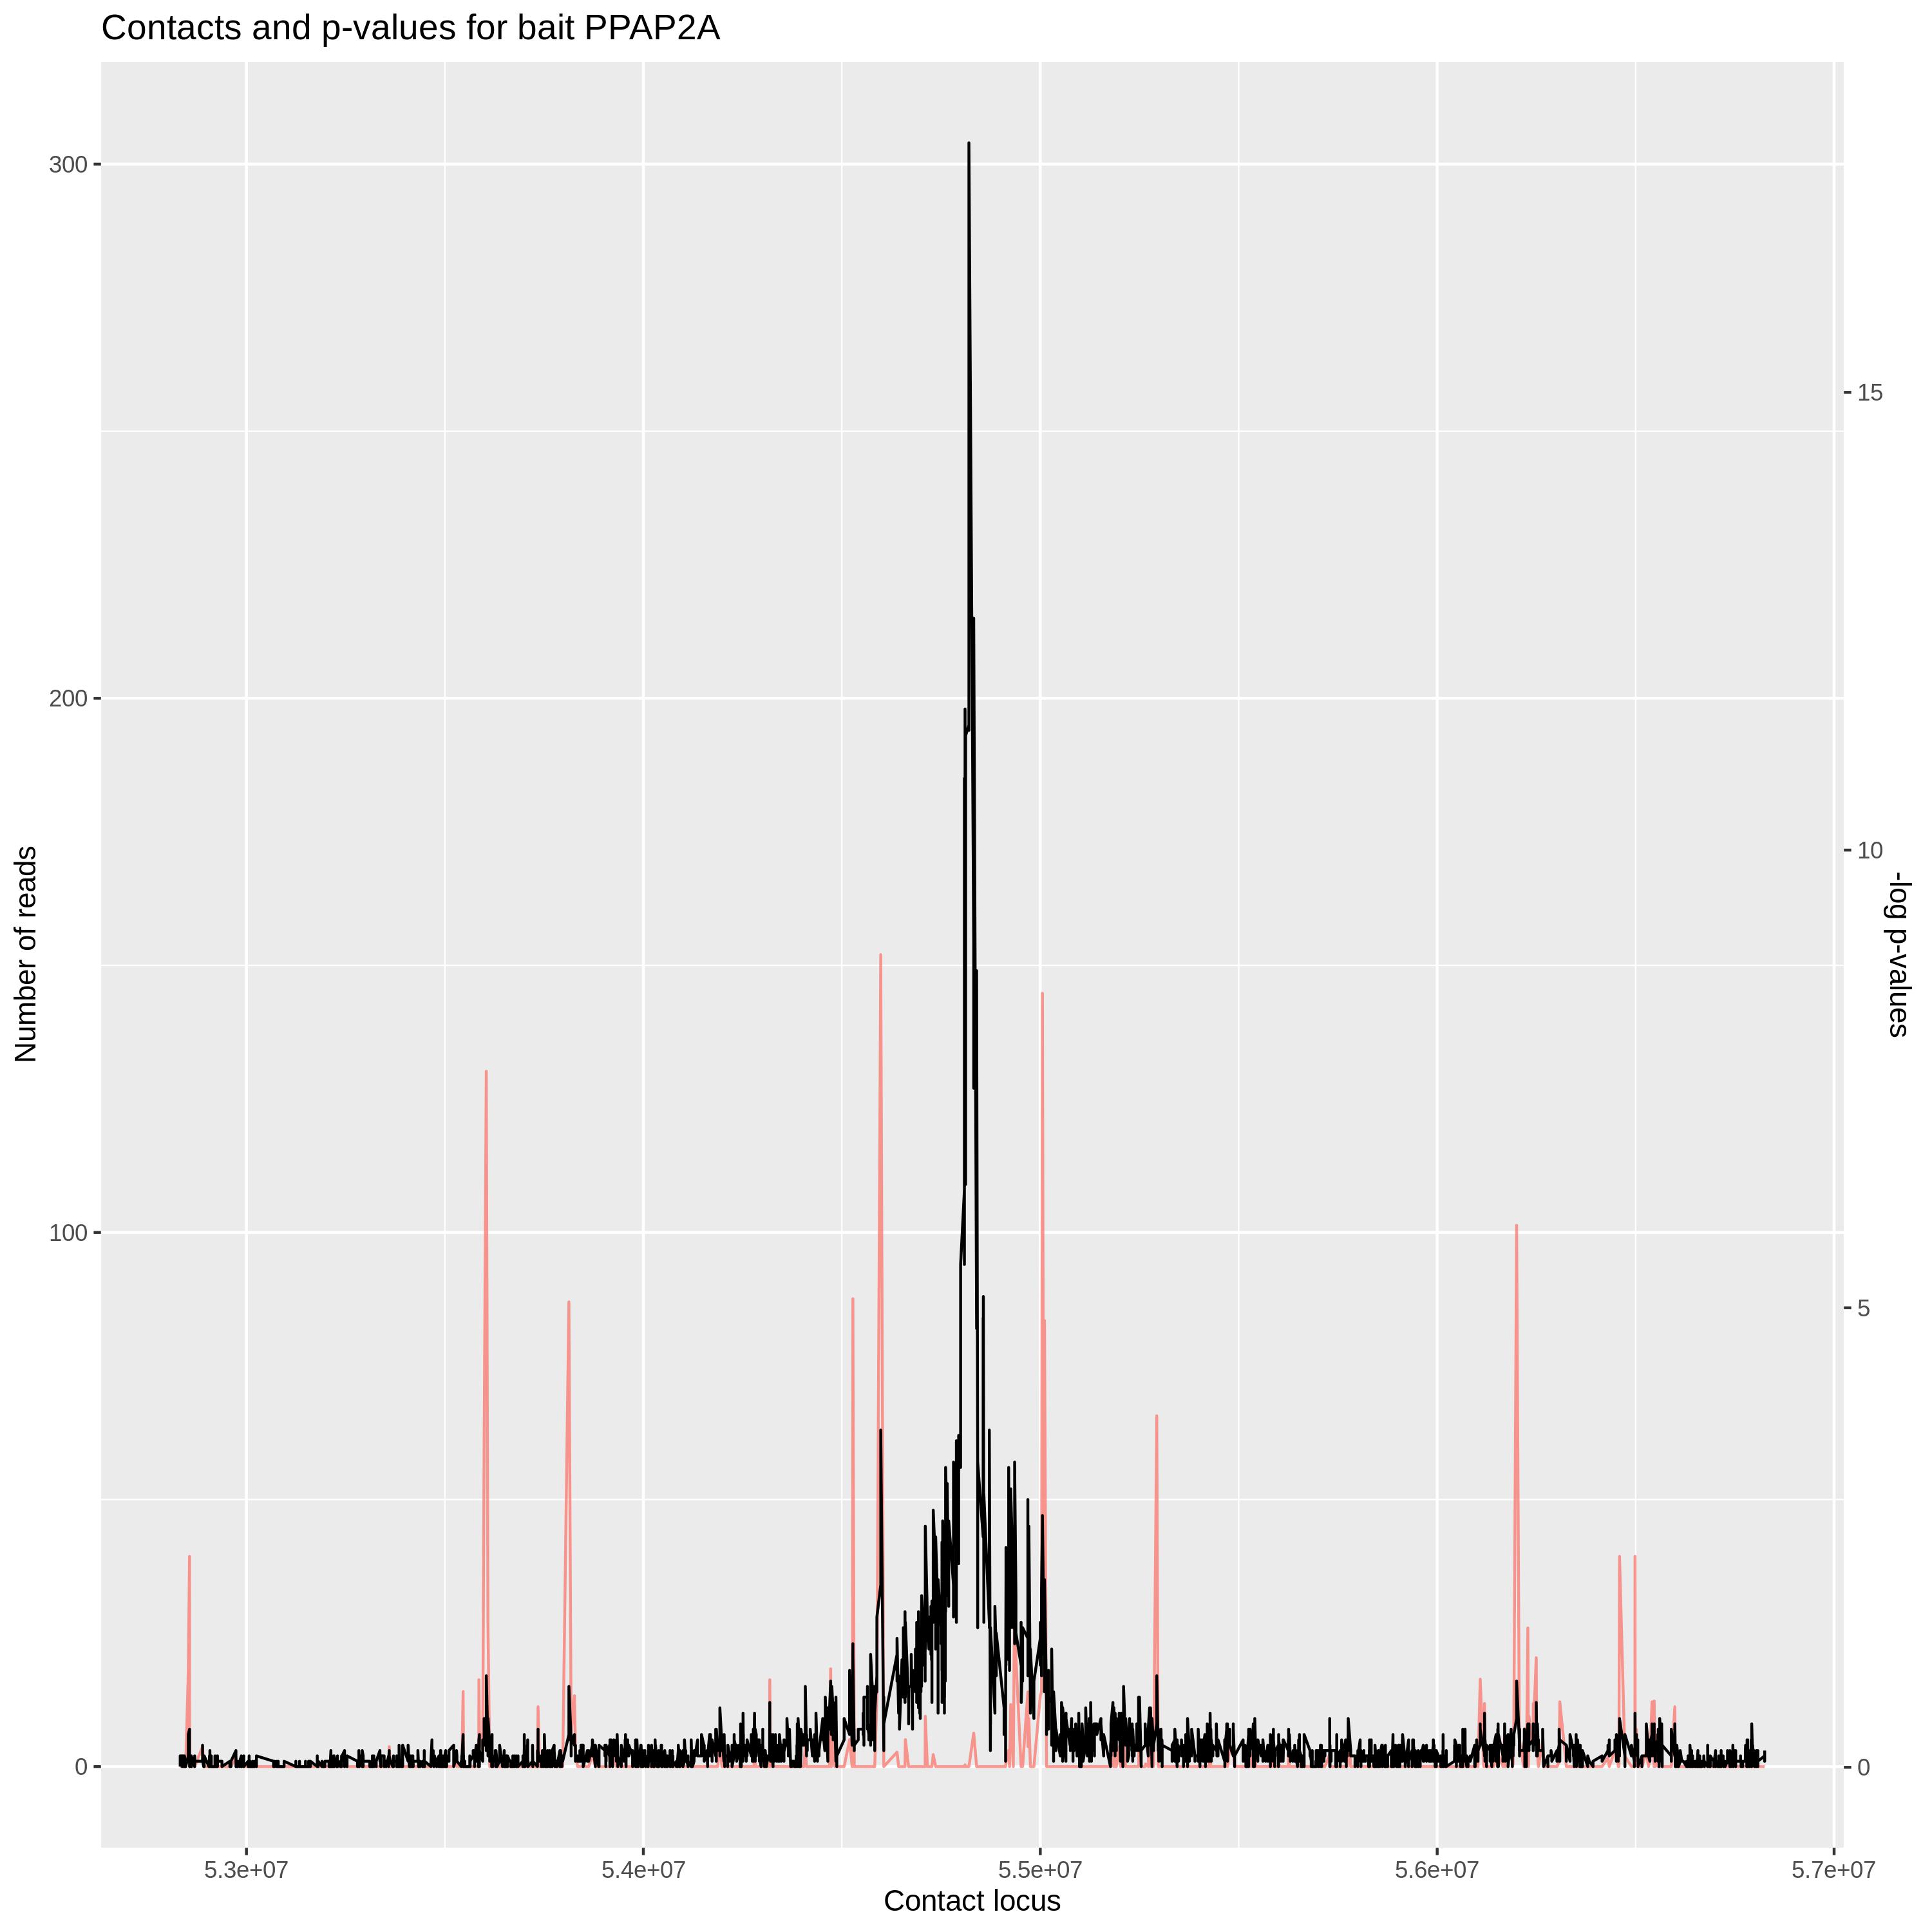 Contacts and p-values for bait PPAP2A
300
200
100
0
Number of reads
15
10
5
0
-log p-values
5.3e+07
5.4e+07
5.5e+07
5.6e+07
5.7e+07
Contact locus